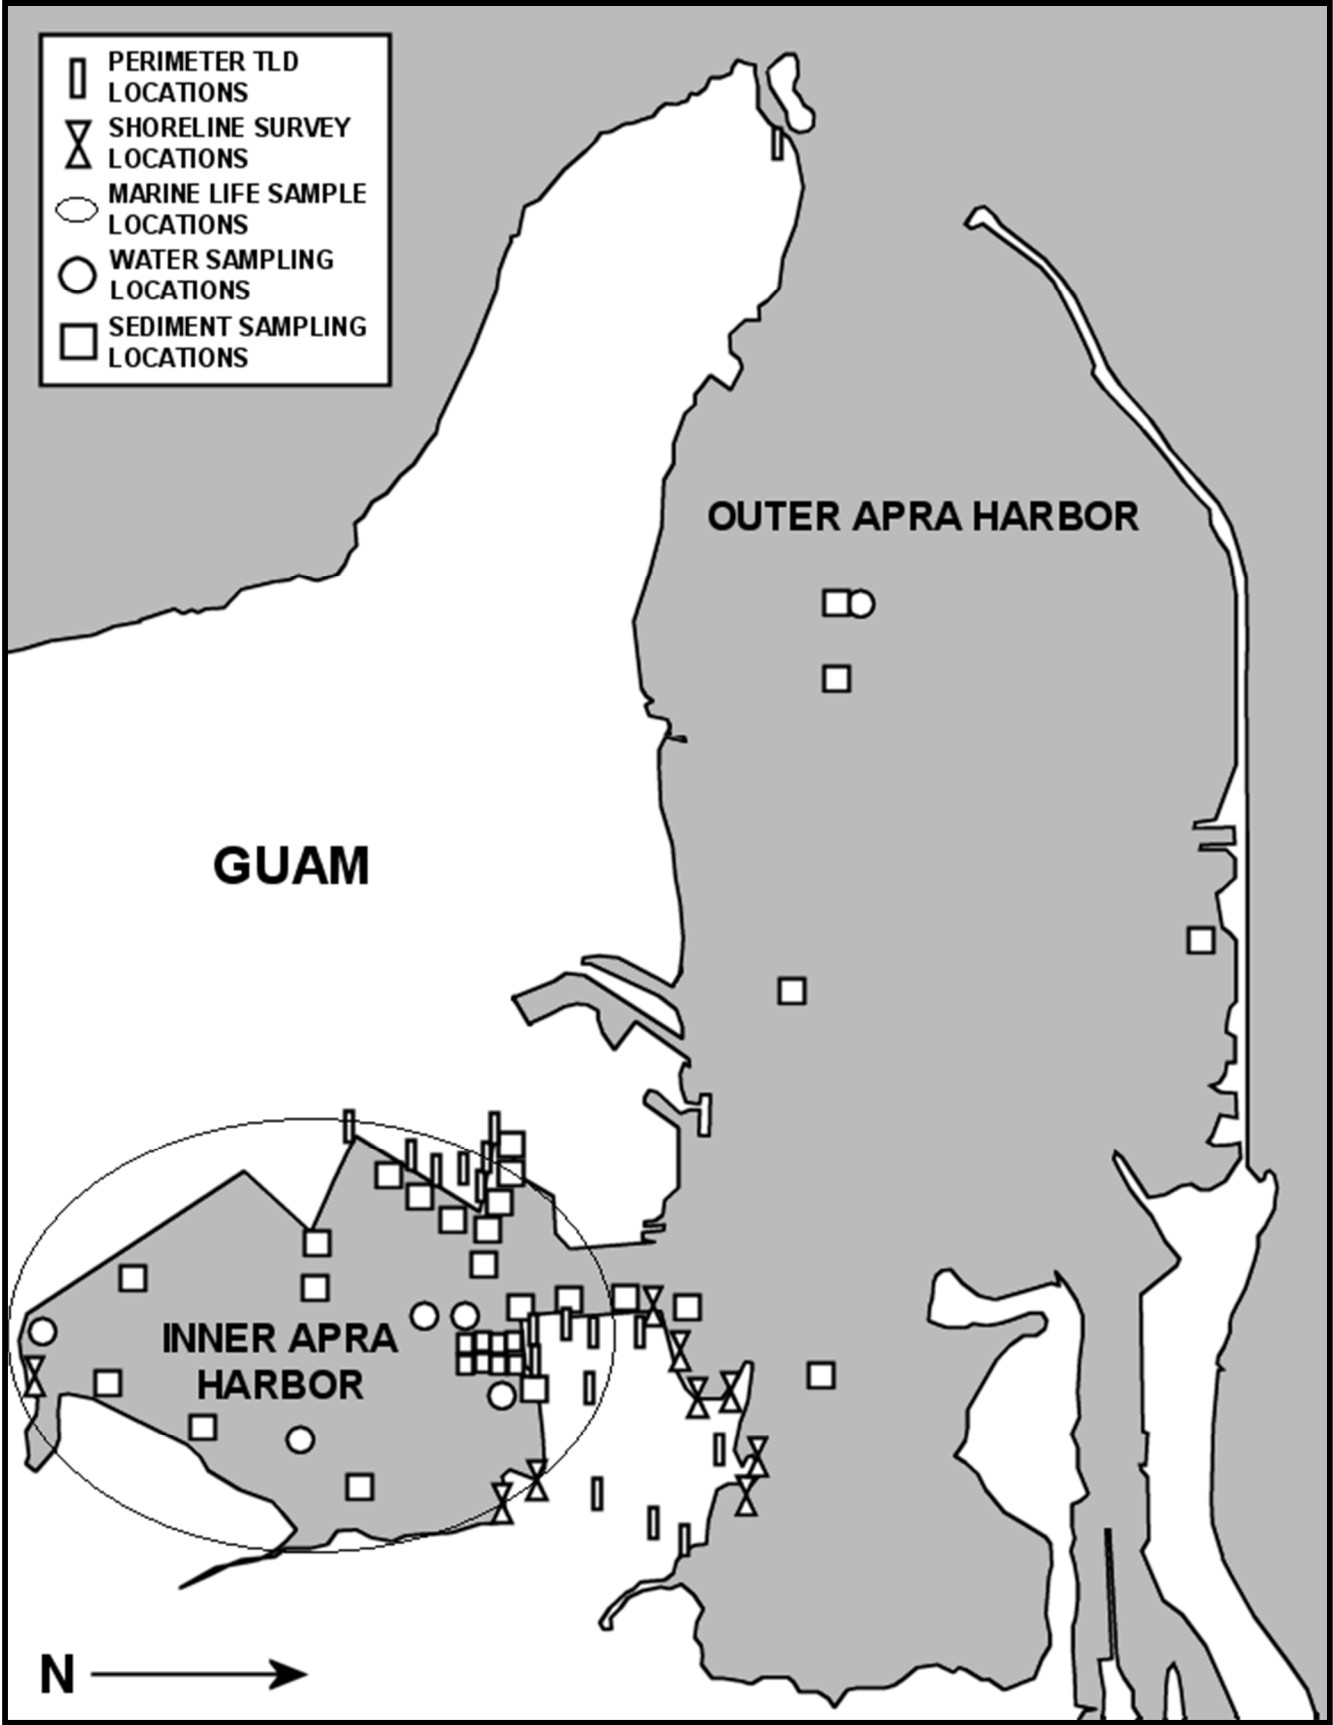 PERIMETER TLD
LOCATIONS
SHORELINE SURVEY
LOCATIONS
MARINE LIFE SAMPLE
LOCATIONS
WATER SAMPLING
LOCATIONS
SEDIMENT SAMPLING
LOCATIONS
OUTER APRA HARBOR
GUAM
INNER APRA
HARBOR
N